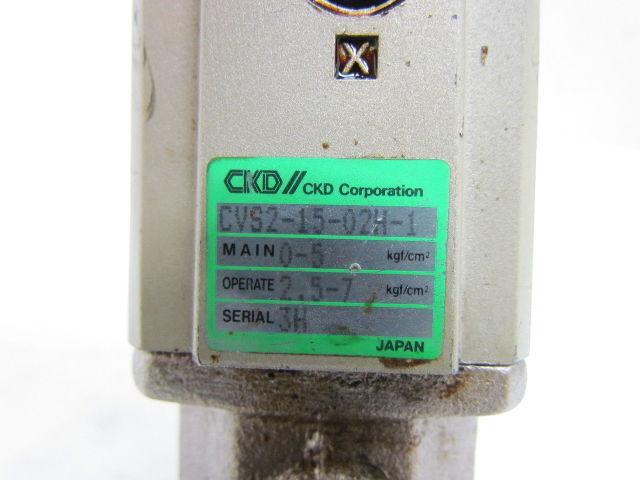 X
CKD// CKD Corporation
CVS2-15-02H-1
MAIN 0-5 kgf/cm²
OPERATE 2.5-7 kgf/cm²
SERIAL 3H
JAPAN